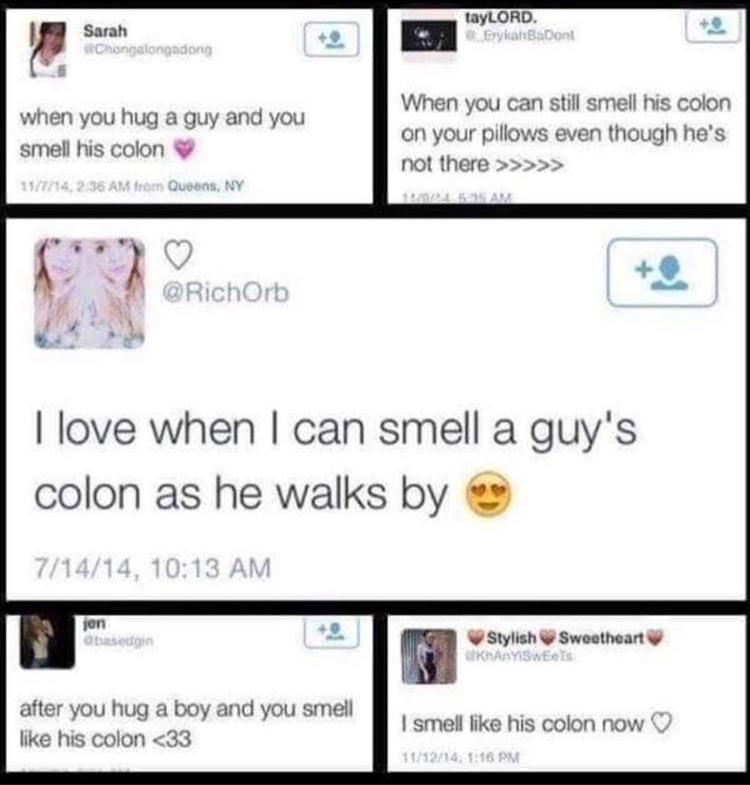 Sarah
@Chongalongadong
when you hug a guy and you
smell his colon 💗
11/7/14, 2:36 AM from Queens, NY
tayLORD.
@_ErykahBaDont
When you can still smell his colon
on your pillows even though he's
not there >>>>>
5:35 AM
♡
@RichOrb
I love when I can smell a guy's
colon as he walks by 😍
7/14/14, 10:13 AM
jen
@basedgin
after you hug a boy and you smell
like his colon <33
Stylish Sweetheart
@KhAnYiSwEeTs
I smell like his colon now ♡
11/12/14, 1:16 PM